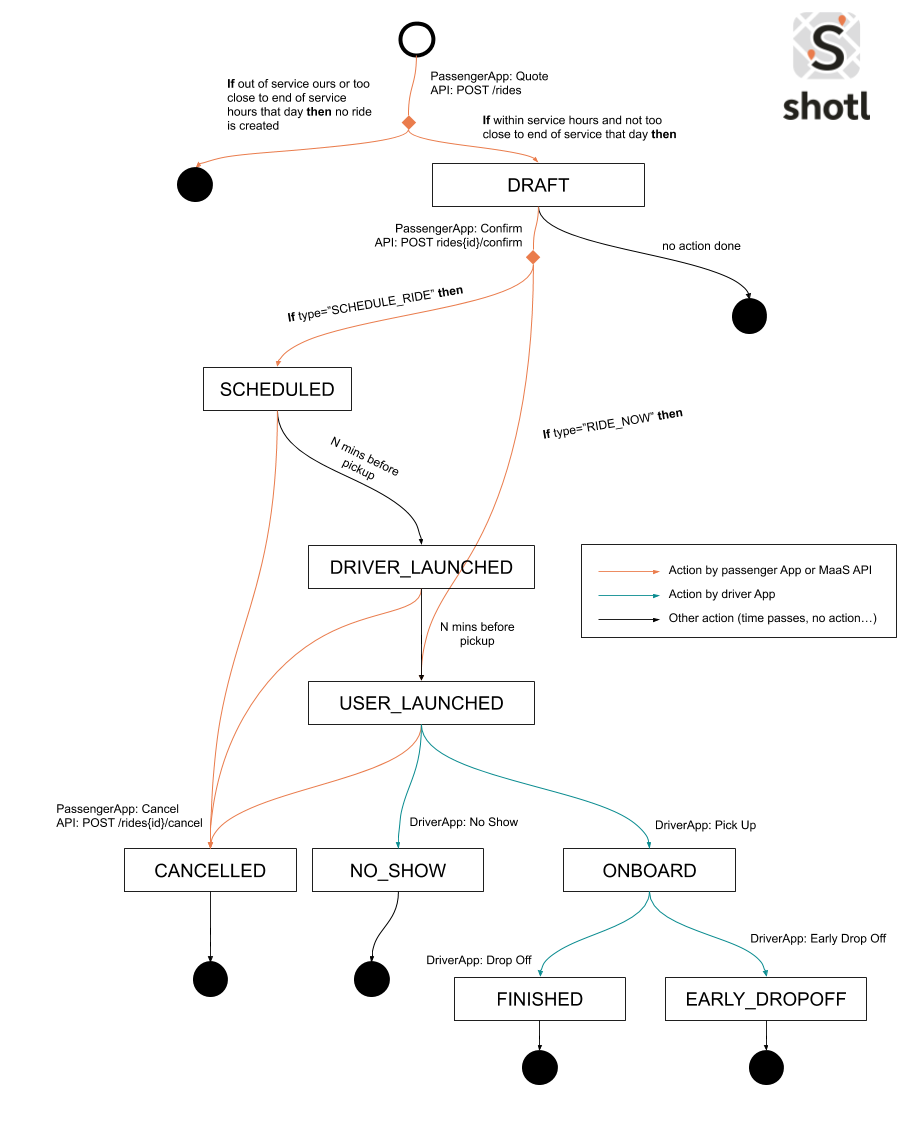 S
shotl
PassengerApp: Quote
API: POST /rides
If out of service ours or too
close to end of service
hours that day then no ride
is created
If within service hours and not too
close to end of service that day then
DRAFT
PassengerApp: Confirm
API: POST rides{id}/confirm
no action done
If type="SCHEDULE_RIDE” then
SCHEDULED
If type=”RIDE_NOW” then
N mins before
pickup
DRIVER_LAUNCHED
Action by passenger App or MaaS API
Action by driver App
Other action (time passes, no action…)
N mins before
pickup
USER_LAUNCHED
PassengerApp: Cancel
API: POST /rides{id}/cancel
DriverApp: No Show
DriverApp: Pick Up
CANCELLED
NO_SHOW
ONBOARD
DriverApp: Drop Off
DriverApp: Early Drop Off
FINISHED
EARLY_DROPOFF